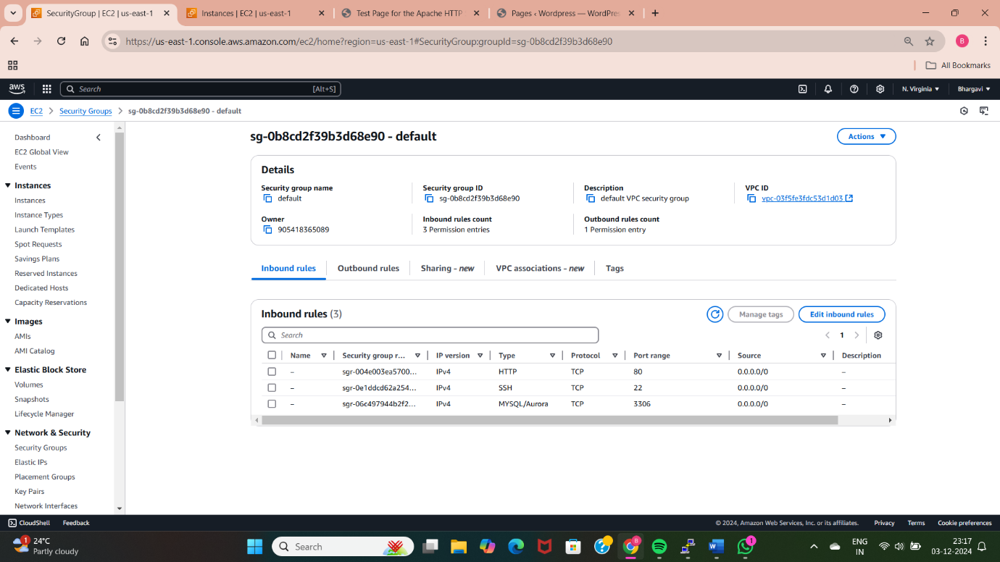 SecurityGroup | EC2 | us-east-1
Instances | EC2 | us-east-1
Test Page for the Apache HTTP
Pages ‹ Wordpress — WordPre
https://us-east-1.console.aws.amazon.com/ec2/home?region=us-east-1#SecurityGroup:groupId=sg-0b8cd2f39b3d68e90
B
All Bookmarks
aws
Search
[Alt+S]
N. Virginia
Bhargavi
EC2 > Security Groups > sg-0b8cd2f39b3d68e90 - default
Dashboard
EC2 Global View
Events
Instances
Instances
Instance Types
Launch Templates
Spot Requests
Savings Plans
Reserved Instances
Dedicated Hosts
Capacity Reservations
Images
AMIs
AMI Catalog
Elastic Block Store
Volumes
Snapshots
Lifecycle Manager
Network & Security
Security Groups
Elastic IPs
Placement Groups
Key Pairs
Network Interfaces
sg-0b8cd2f39b3d68e90 - default
Actions
Details
Security group name
default
Security group ID
sg-0b8cd2f39b3d68e90
Description
default VPC security group
VPC ID
vpc-03f5fe3fdc53d1d03
Owner
905418365089
Inbound rules count
3 Permission entries
Outbound rules count
1 Permission entry
Inbound rules
Outbound rules
Sharing - new
VPC associations - new
Tags
Inbound rules (3)
Manage tags
Edit inbound rules
Search
1
Name Security group r... IP version Type Protocol Port range Source Description
– sgr-004e003ea5700... IPv4 HTTP TCP 80 0.0.0.0/0 –
– sgr-0e1ddcd62a254... IPv4 SSH TCP 22 0.0.0.0/0 –
– sgr-06c497944b2f2... IPv4 MYSQL/Aurora TCP 3306 0.0.0.0/0 –
CloudShell
Feedback
© 2024, Amazon Web Services, Inc. or its affiliates.
Privacy
Terms
Cookie preferences
1
24°C
Partly cloudy
Search
B
1
ENG
IN
23:17
03-12-2024